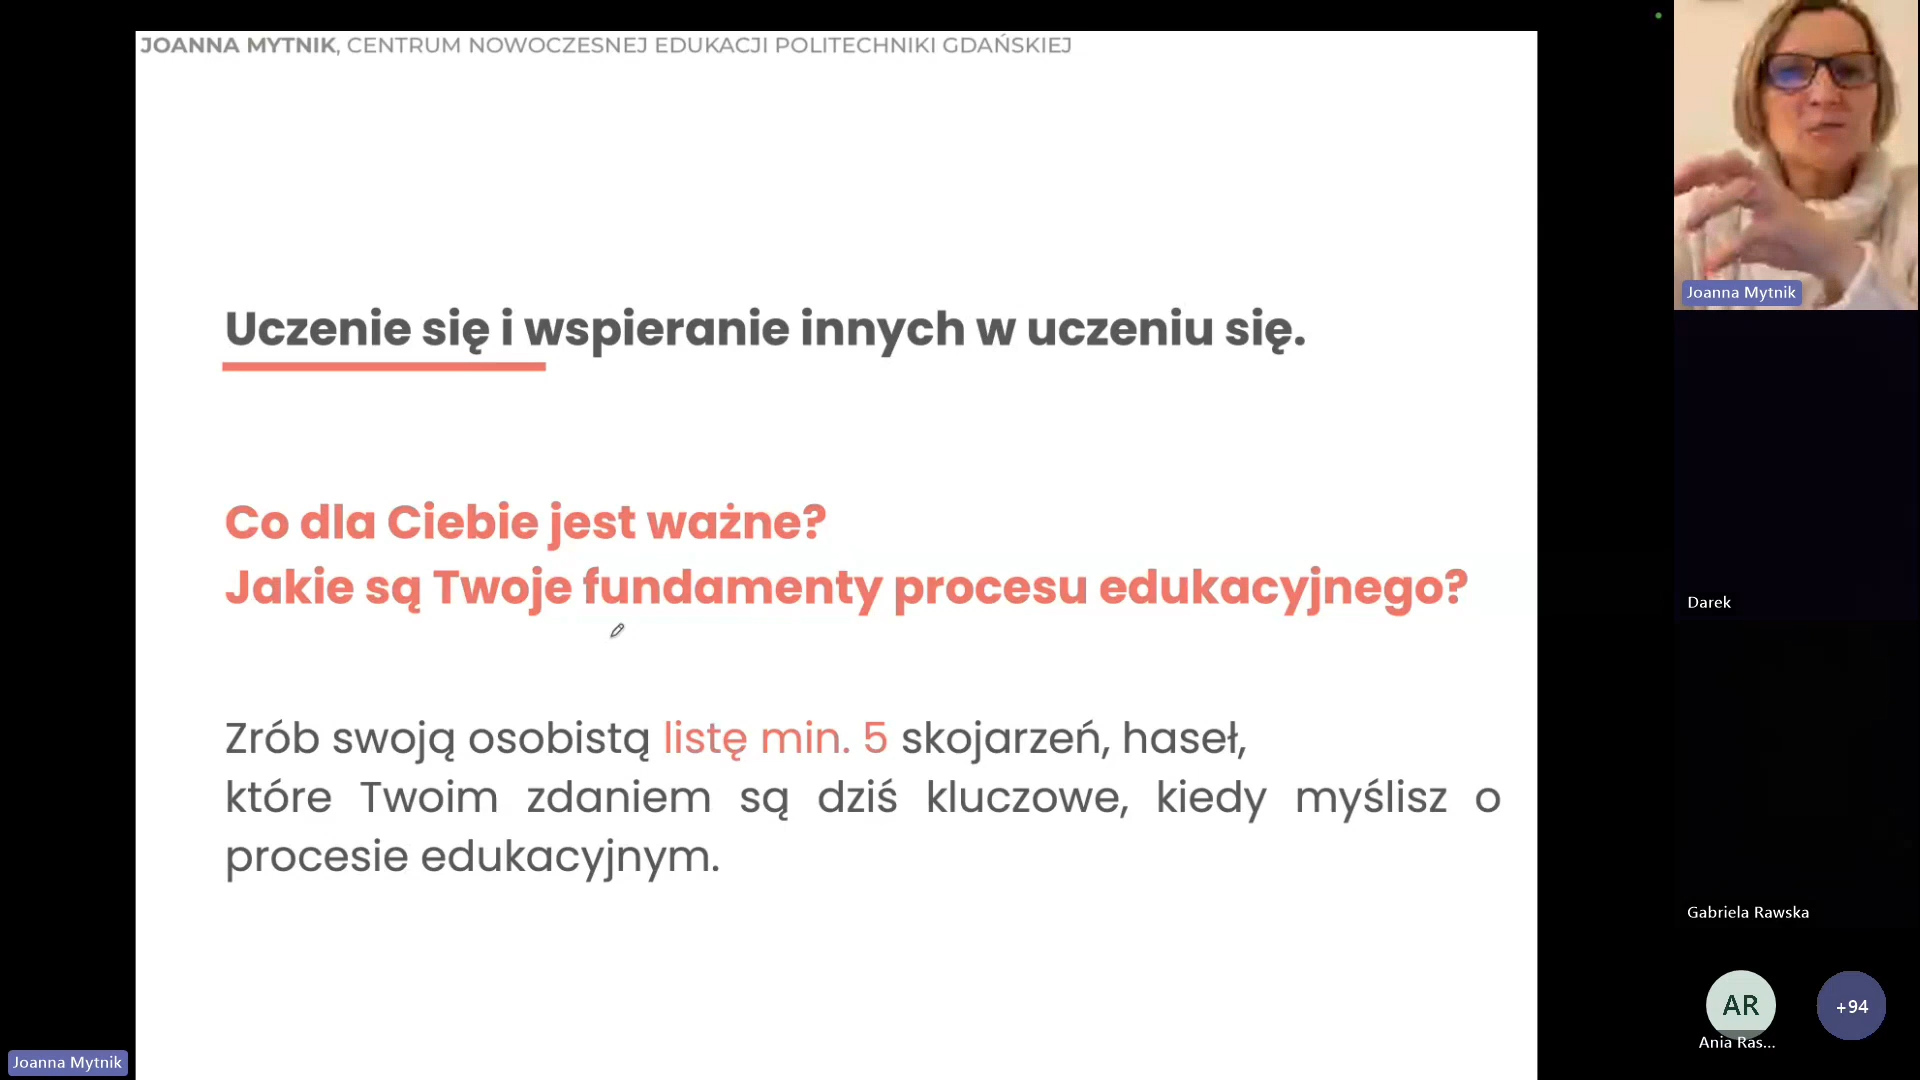 JOANNA MYTNIK, CENTRUM NOWOCZESNEJ EDUKACJI POLITECHNIKI GDAŃSKIEJ
Uczenie się i wspieranie innych w uczeniu się.
Co dla Ciebie jest ważne?
Jakie są Twoje fundamenty procesu edukacyjnego?
Zrób swoją osobistą listę min. 5 skojarzeń, haseł,
które Twoim zdaniem są dziś kluczowe, kiedy myślisz o
procesie edukacyjnym.
Joanna Mytnik
Joanna Mytnik
Darek
Gabriela Rawska
AR
+94
Ania Ras...